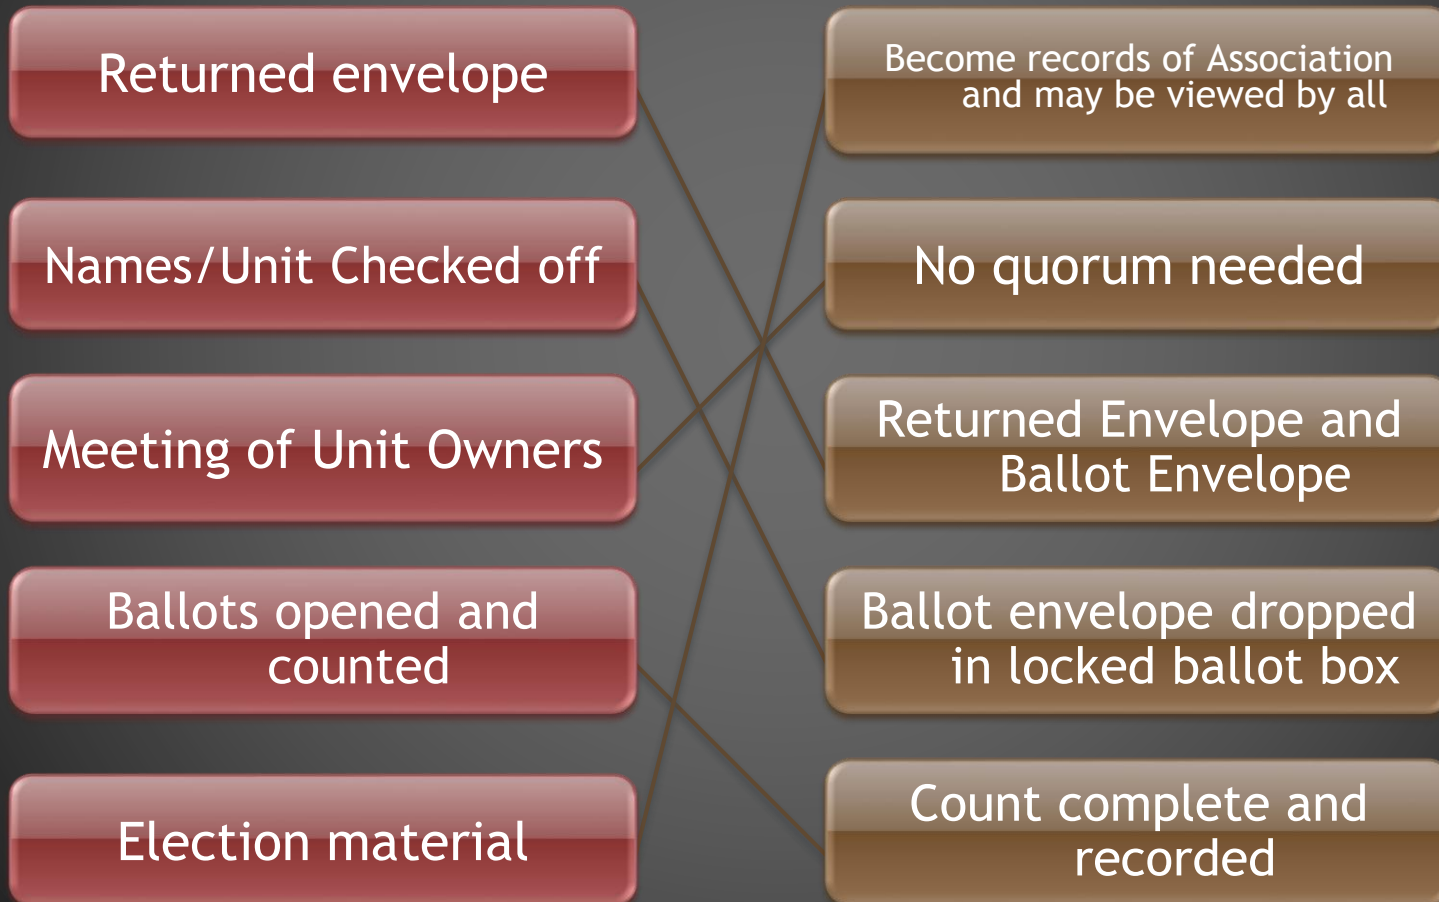 Returned envelope
Names/Unit Checked off
Meeting of Unit Owners
Ballots opened and
counted
Election material
Become records of Association
and may be viewed by all
No quorum needed
Returned Envelope and
Ballot Envelope
Ballot envelope dropped
in locked ballot box
Count complete and
recorded